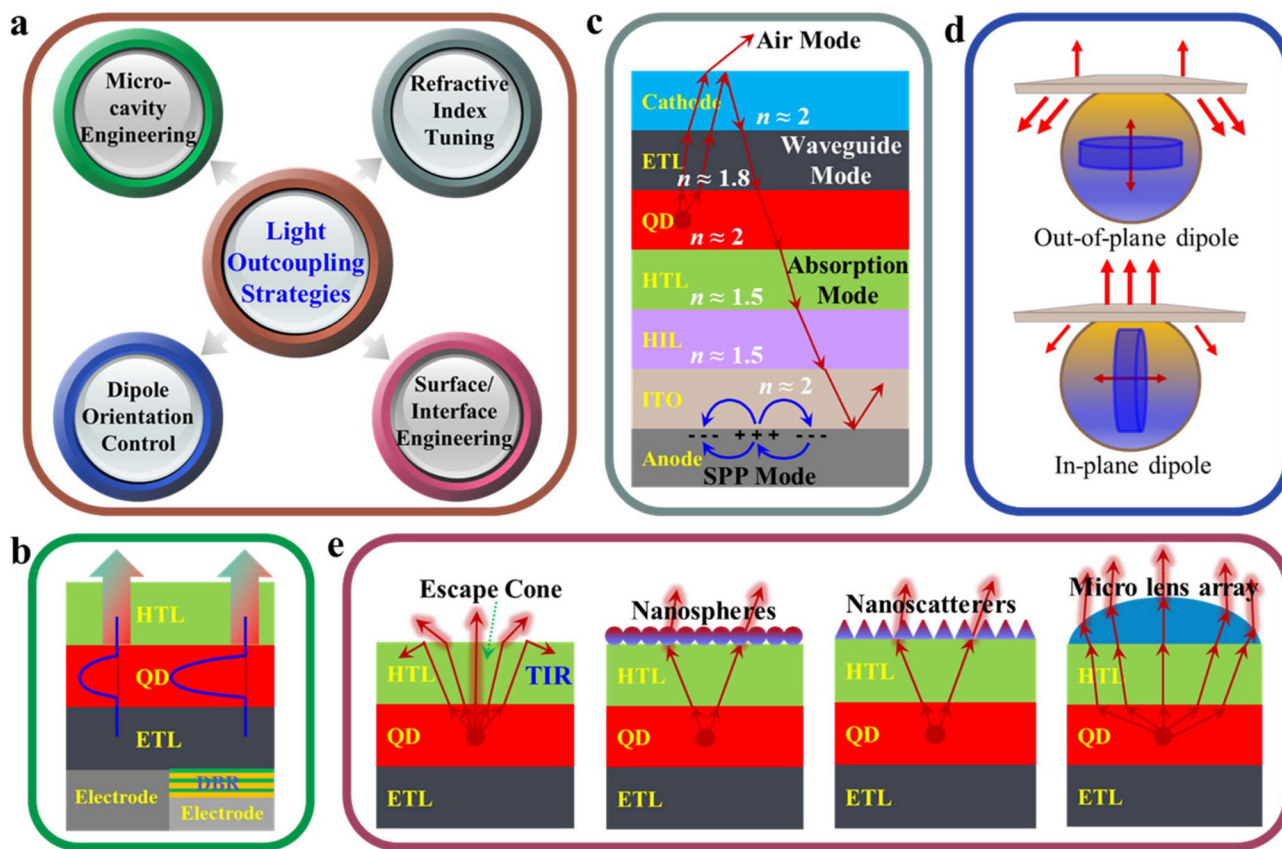 a
Micro-
cavity
Engineering
Refractive
Index
Tuning
Light
Outcoupling
Strategies
Dipole
Orientation
Control
Surface/
Interface
Engineering
c
Air Mode
Cathode
n ≈ 2
ETL
Waveguide
Mode
n ≈ 1.8
QD
n ≈ 2
HTL
Absorption
Mode
n ≈ 1.5
HIL
n ≈ 1.5
ITO
n ≈ 2
- - - + + + - - -
Anode
SPP Mode
d
Out-of-plane dipole
In-plane dipole
b
HTL
QD
ETL
Electrode
DBR
Electrode
e
Escape Cone
HTL
TIR
QD
ETL
Nanospheres
HTL
QD
ETL
Nanoscatterers
HTL
QD
ETL
Micro lens array
HTL
QD
ETL